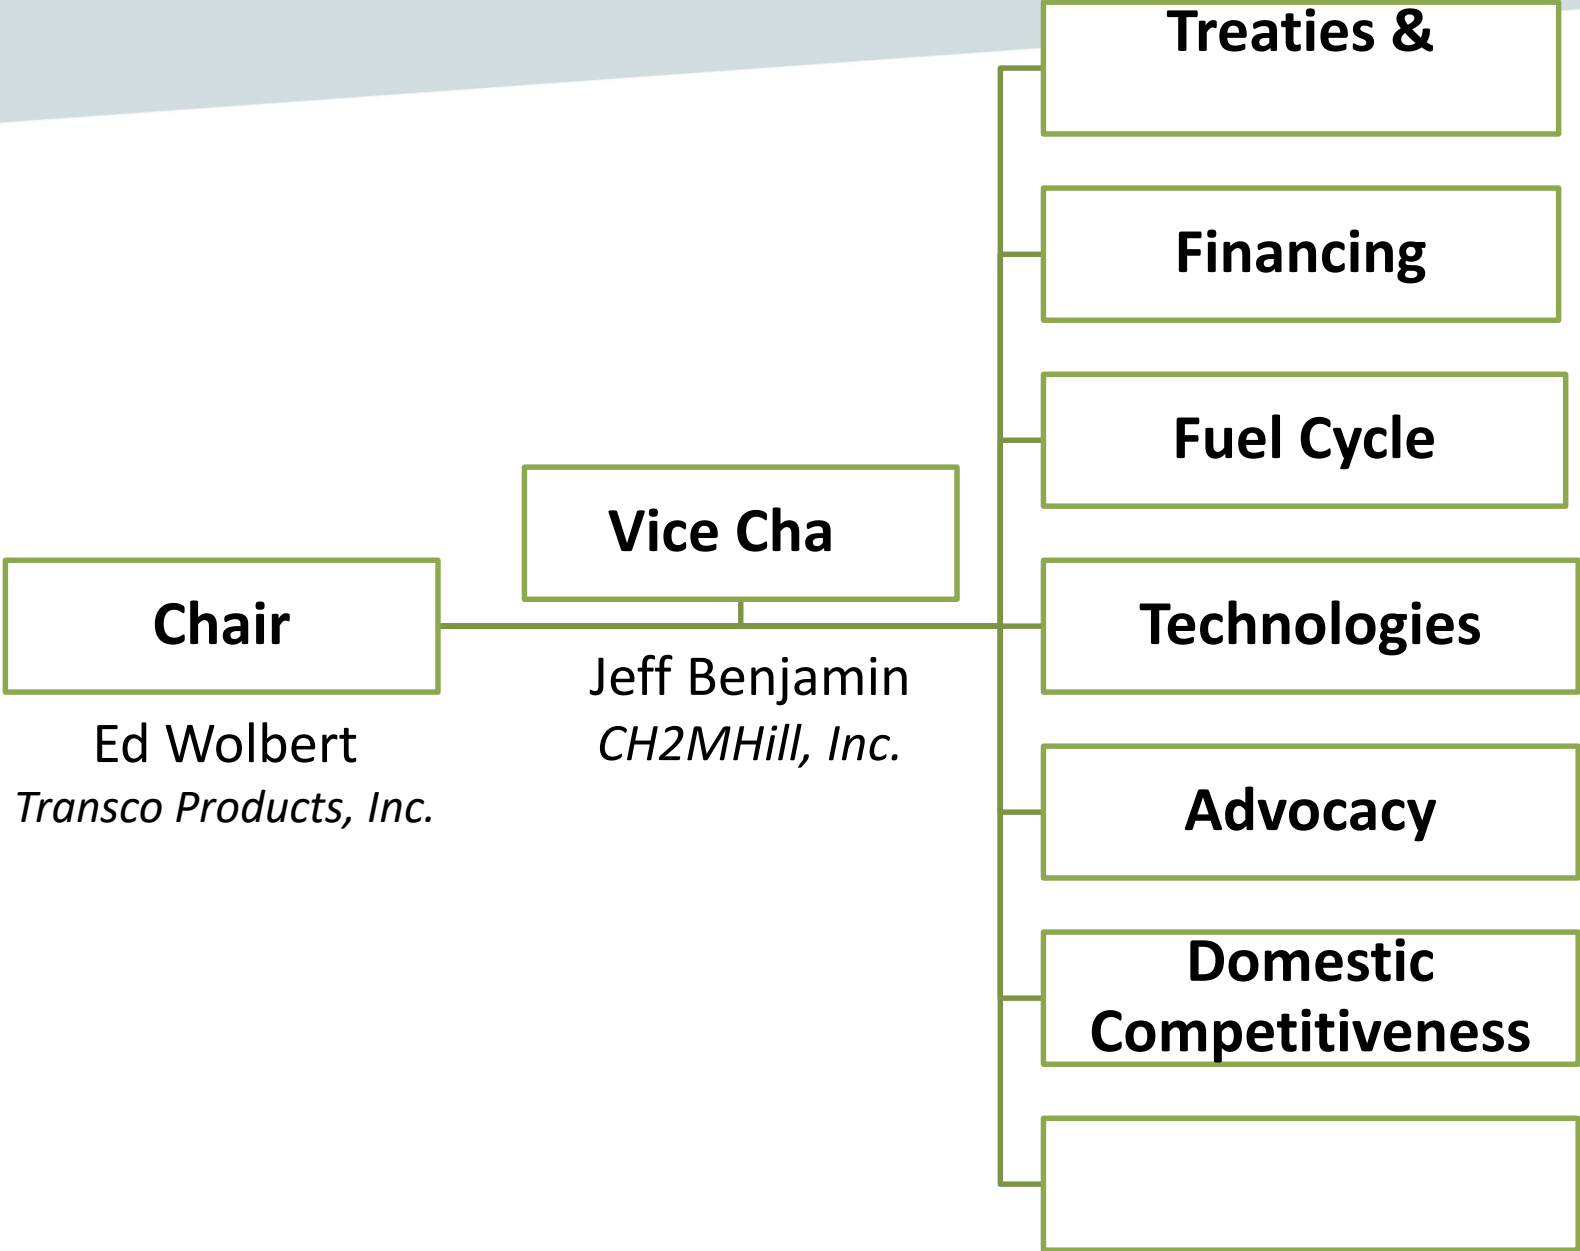 Treaties &
Financing
Fuel Cycle
Vice Cha
Chair
Technologies
Jeff Benjamin
CH2MHill, Inc.
Ed Wolbert
Transco Products, Inc.
Advocacy
Domestic
Competitiveness